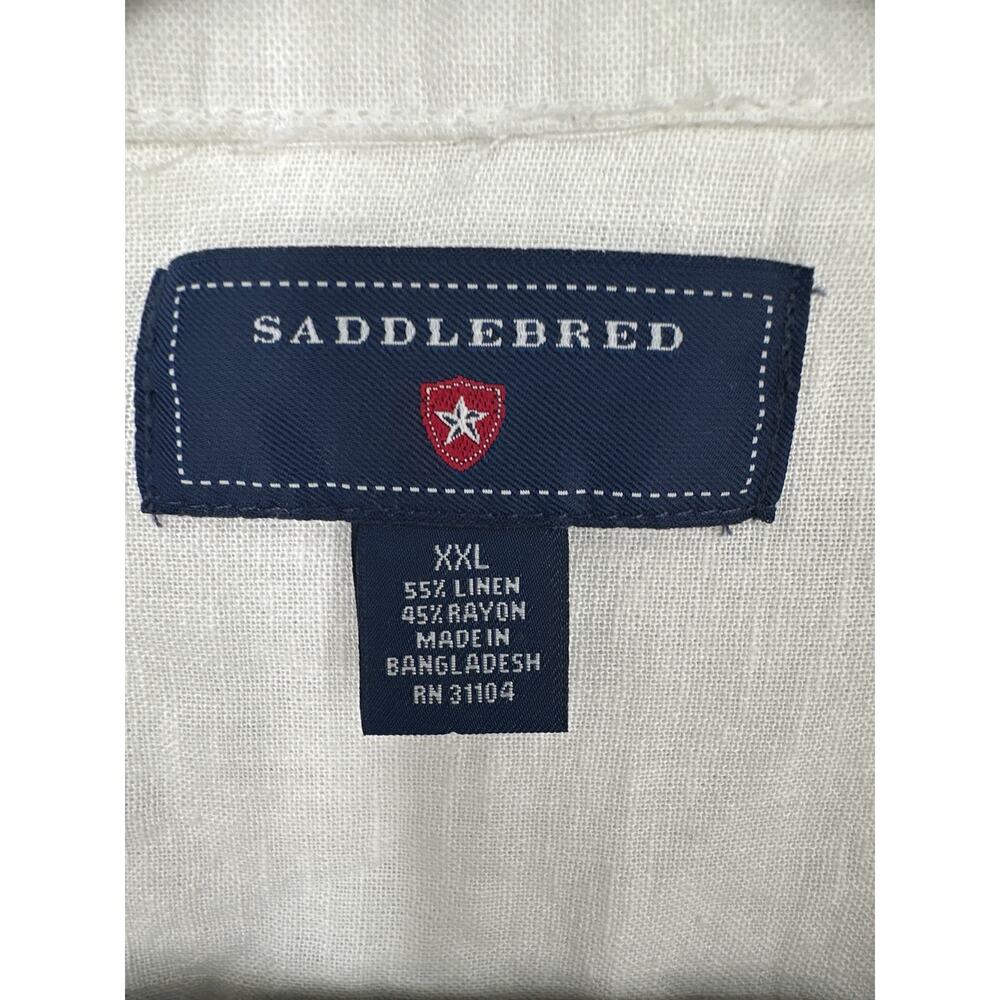 SADDLEBRED
XXL
55% LINEN
45% RAYON
MADE IN
BANGLADESH
RN 31104